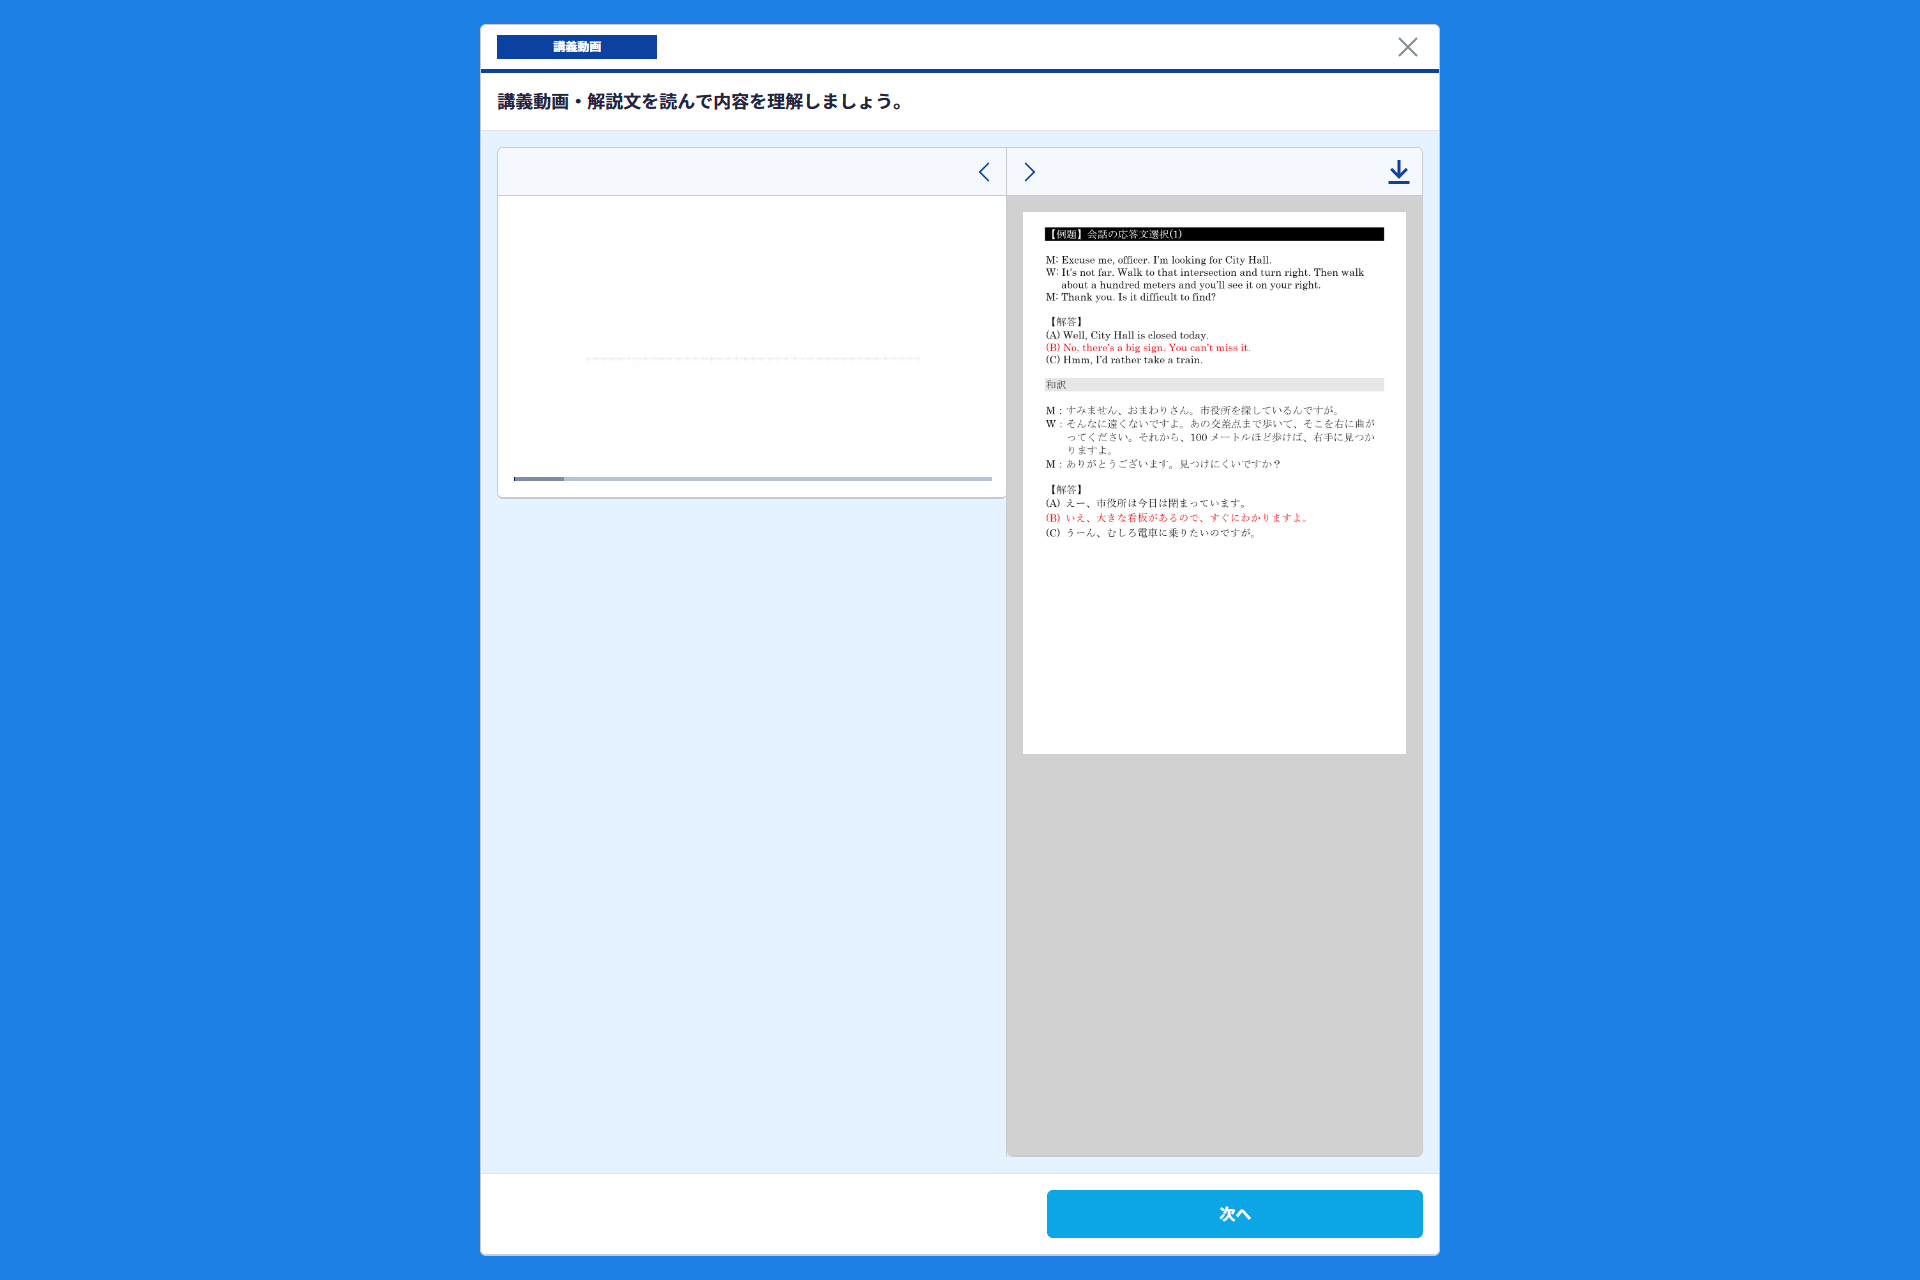 講義動画
講義動画・解説文を読んで内容を理解しましょう。
【例題】会話の応答文選択(1)
M: Excuse me, officer. I'm looking for City Hall.
W: It's not far. Walk to that intersection and turn right. Then walk
about a hundred meters and you'll see it on your right.
M: Thank you. Is it difficult to find?
【解答】
(A) Well, City Hall is closed today.
(B) No, there's a big sign. You can't miss it.
(C) Hmm, I'd rather take a train.
和訳
M：すみません、おまわりさん。市役所を探しているんですが。
W：そんなに遠くないですよ。あの交差点まで歩いて、そこを右に曲が
ってください。それから、100 メートルほど歩けば、右手に見つか
りますよ。
M：ありがとうございます。見つけにくいですか？
【解答】
(A) えー、市役所は今日は閉まっています。
(B) いえ、大きな看板があるので、すぐにわかりますよ。
(C) うーん、むしろ電車に乗りたいのですが。
次へ